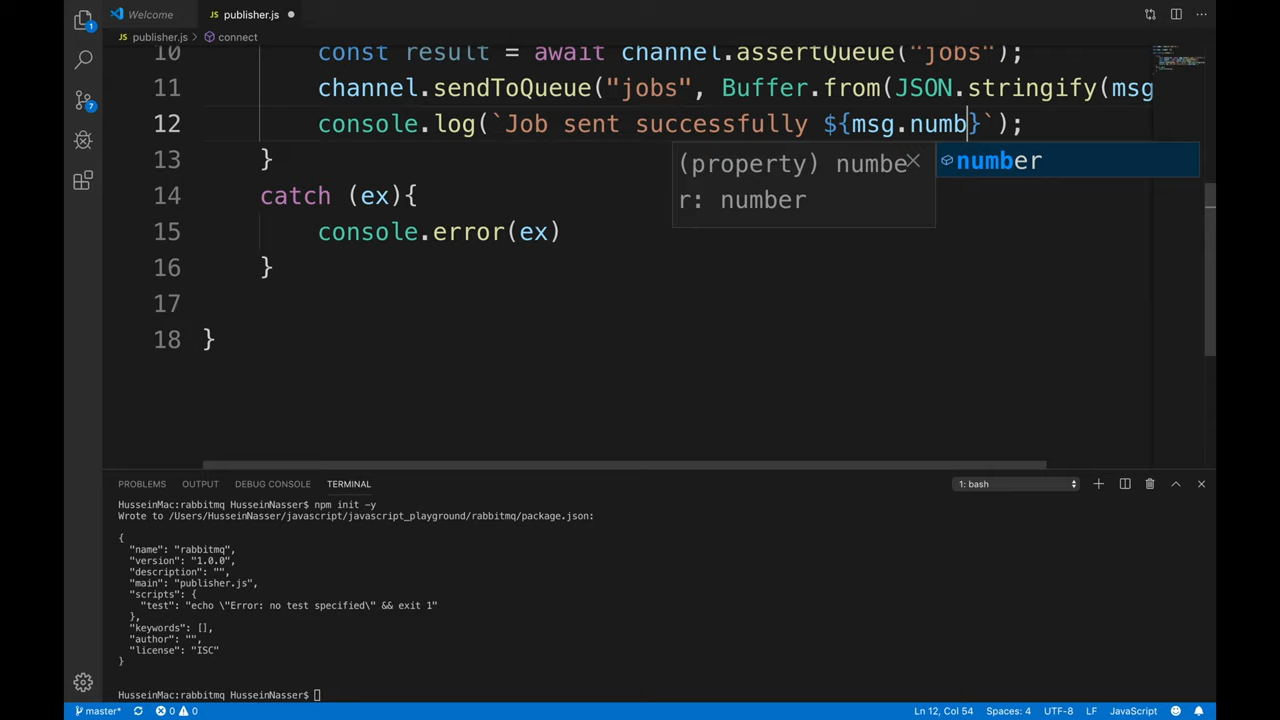 Welcome
JS publisher.js
JS publisher.js > connect
10 const result = await channel.assertQueue("jobs");
11 channel.sendToQueue("jobs", Buffer.from(JSON.stringify(msg
12 console.log(`Job sent successfully ${msg.numb}`);
13 }
(property) numbe
r: number
number
14 catch (ex){
15 console.error(ex)
16 }
17
18 }
1
7
PROBLEMS OUTPUT DEBUG CONSOLE TERMINAL 1: bash
HusseinMac:rabbitmq HusseinNasser$ npm init -y
Wrote to /Users/HusseinNasser/javascript/javascript_playground/rabbitmq/package.json:
{
"name": "rabbitmq",
"version": "1.0.0",
"description": "",
"main": "publisher.js",
"scripts": {
"test": "echo \"Error: no test specified\" && exit 1"
},
"keywords": [],
"author": "",
"license": "ISC"
}
HusseinMac:rabbitmq HusseinNasser$
master* 0 0 Ln 12, Col 54 Spaces: 4 UTF-8 LF JavaScript